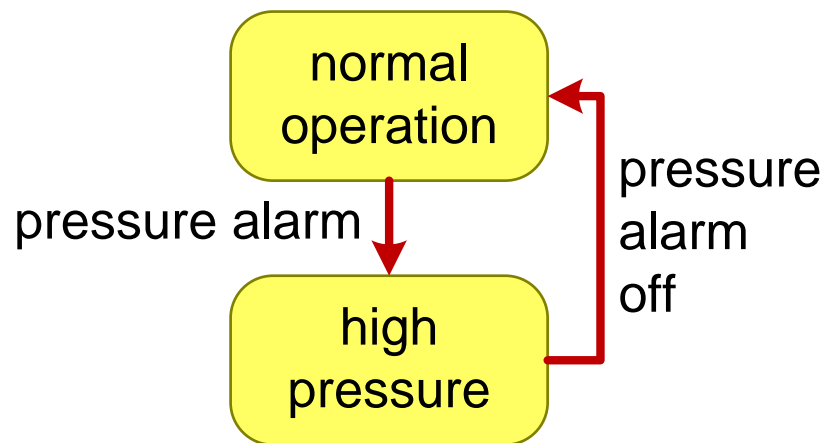 normal
operation
pressure alarm
pressure
alarm
off
high
pressure